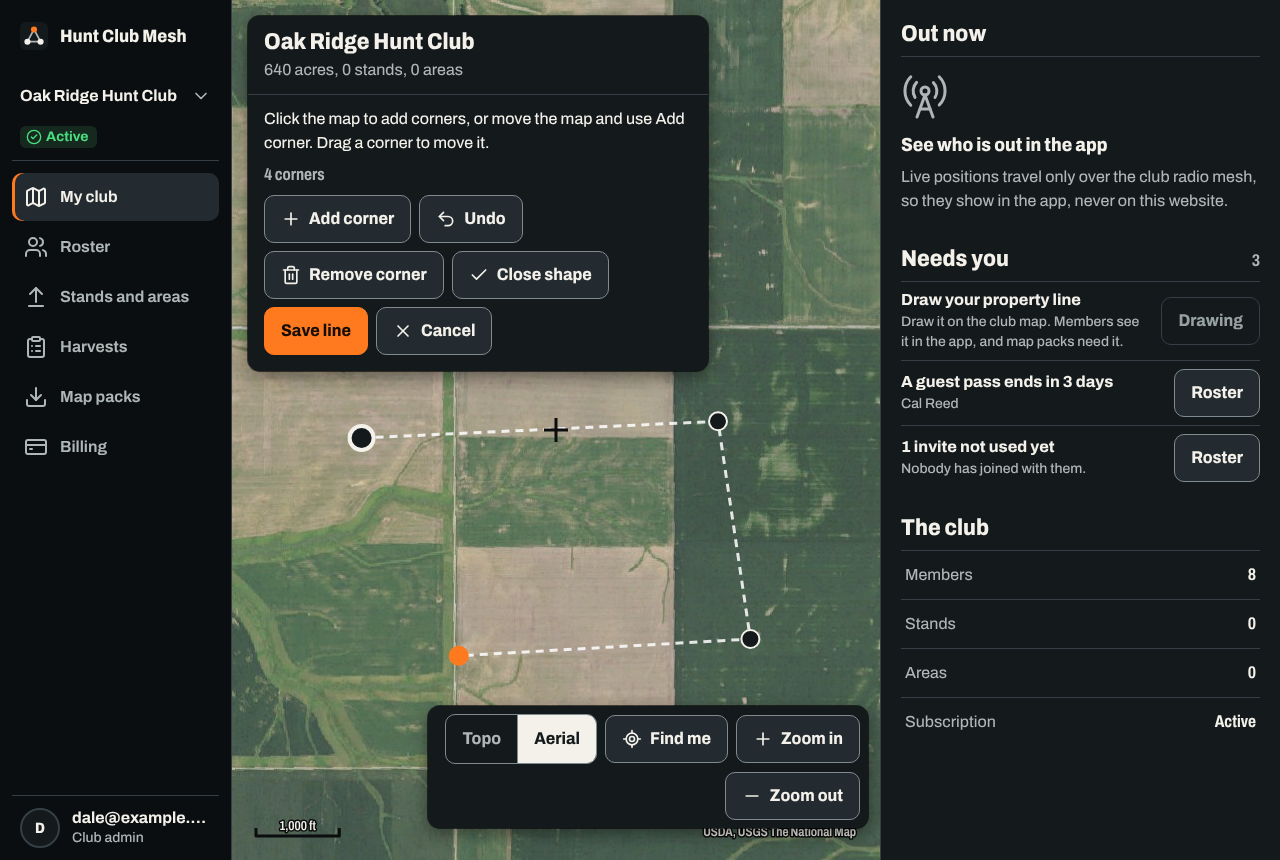 Hunt Club Mesh
Oak Ridge Hunt Club
Active
My club
Roster
Stands and areas
Harvests
Map packs
Billing
D
dale@example....
Club admin
Oak Ridge Hunt Club
640 acres, 0 stands, 0 areas
Click the map to add corners, or move the map and use Add
corner. Drag a corner to move it.
4 corners
Add corner
Undo
Remove corner
Close shape
Save line
Cancel
Topo
Aerial
Find me
Zoom in
Zoom out
1,000 ft
USDA, USGS The National Map
Out now
See who is out in the app
Live positions travel only over the club radio mesh,
so they show in the app, never on this website.
Needs you
3
Draw your property line
Draw it on the club map. Members see
it in the app, and map packs need it.
Drawing
A guest pass ends in 3 days
Cal Reed
Roster
1 invite not used yet
Nobody has joined with them.
Roster
The club
Members
8
Stands
0
Areas
0
Subscription
Active